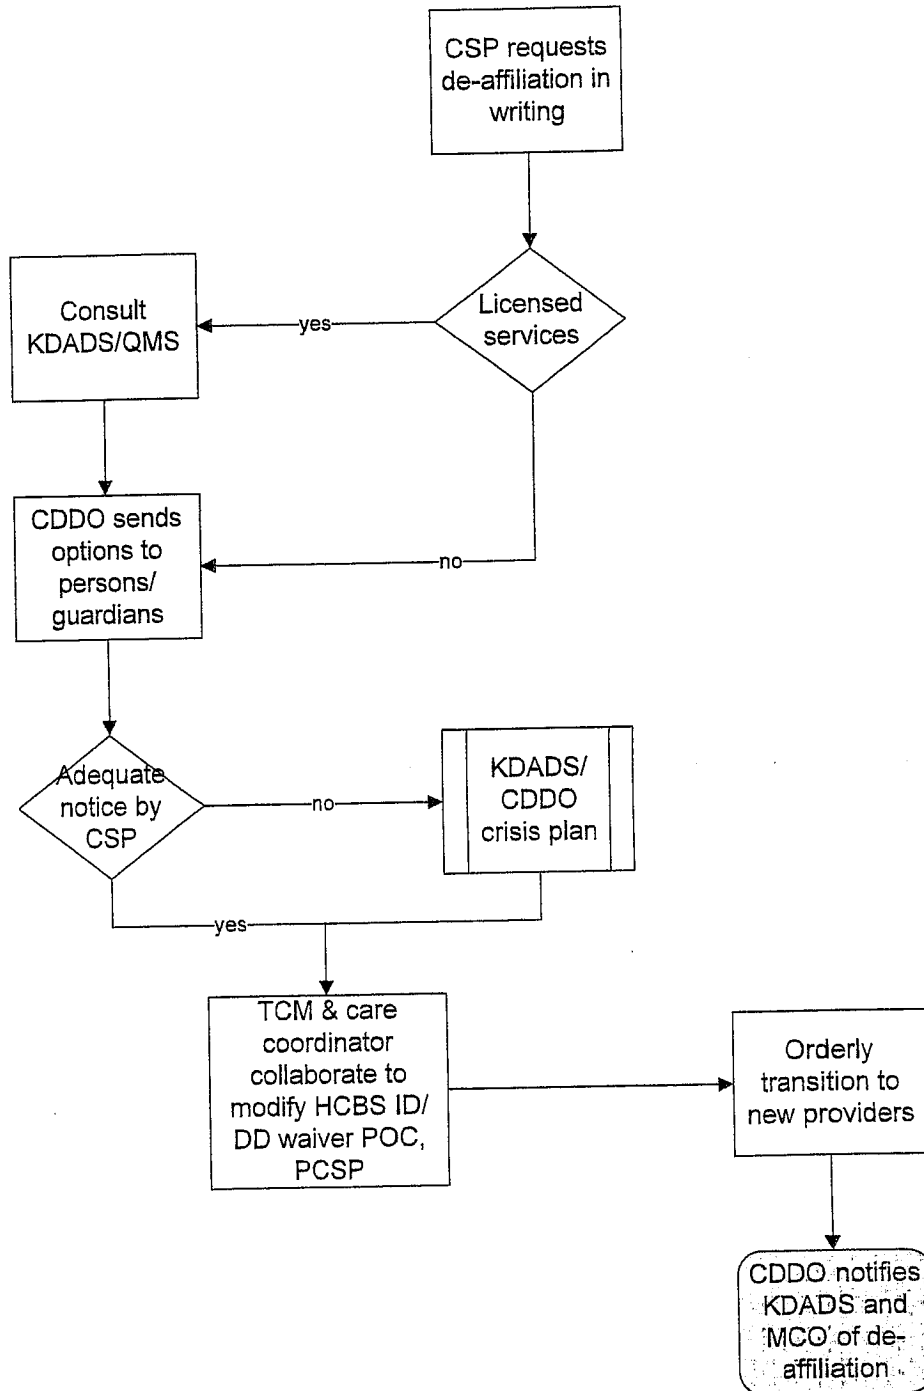 CSP requests
de-affiliation in
writing
Licensed
services
yes
Consult
KDADS/QMS
no
CDDO sends
options to
persons/
guardians
Adequate
notice by
CSP
no
KDADS/
CDDO
crisis plan
yes
TCM & care
coordinator
collaborate to
modify HCBS ID/
DD waiver POC,
PCSP
Orderly
transition to
new providers
CDDO notifies
KDADS and
MCO of de-
affiliation